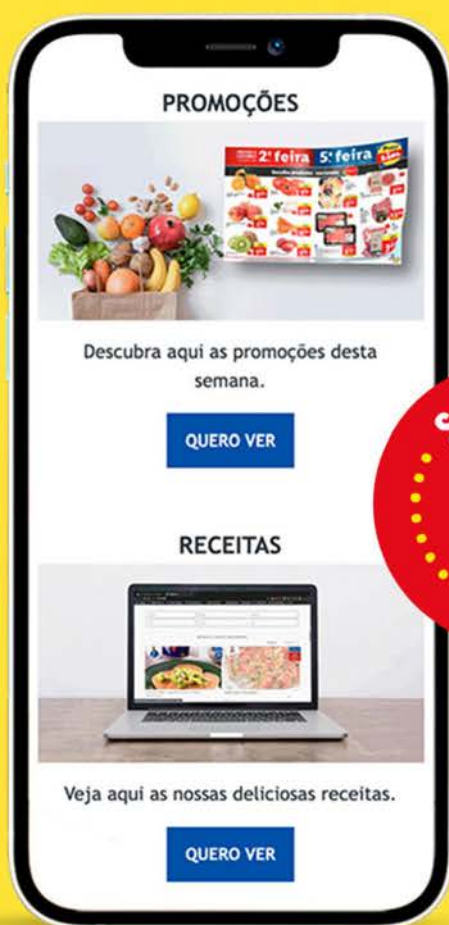 PROMOÇÕES
2ª feira 5ª feira
Descubra aqui as promoções desta
semana.
QUERO VER
RECEITAS
Veja aqui as nossas deliciosas receitas.
QUERO VER